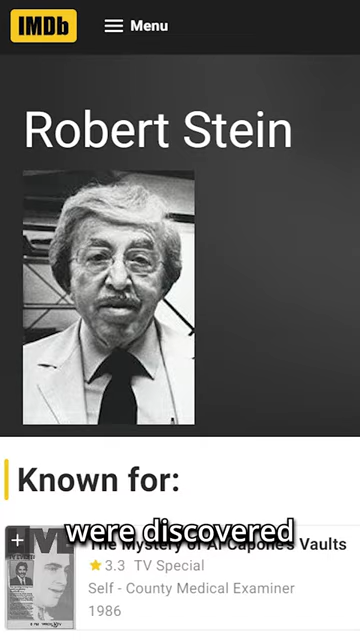 IMDb Menu
Robert Stein
Known for:
were discovered
The Mystery of Al Capone's Vaults
3.3 TV Special
Self - County Medical Examiner
1986